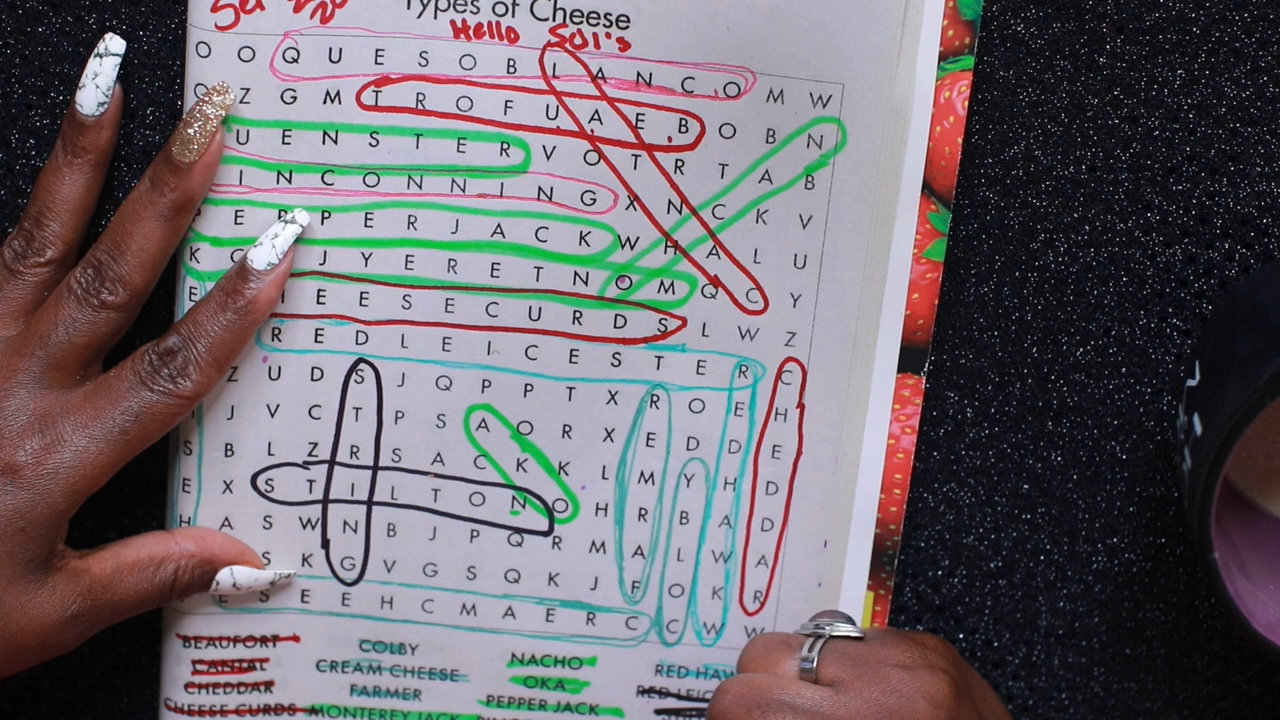 Types of Cheese
Hello Sol's
O O Q U E S O B L A N C O M W
Z G M T R O F U A E B O B N
U E N S T E R V O T R T A B
I N C O N N I N G X N C K V
P E P P E R J A C K W H A L U
K C J Y E R E T N O M Q C Y
E E E S E C U R D S L W Z
R E D L E I C E S T E R C
Z U D S J Q P P T X R O E H
J V C T P S A O R X E D D E
S B L Z R S A C K K L M Y H D
E X S T I L T O N O H R B A D
H A S W N B J P Q R M A L W A
S K G V G S Q K J F O K R
E S E E H C M A E R C C W W
BEAUFORT COLBY NACHO RED HAW
CANTAL CREAM CHEESE OKA RED LEIC
CHEDDAR FARMER PEPPER JACK
CHEESE CURDS MONTEREY JACK